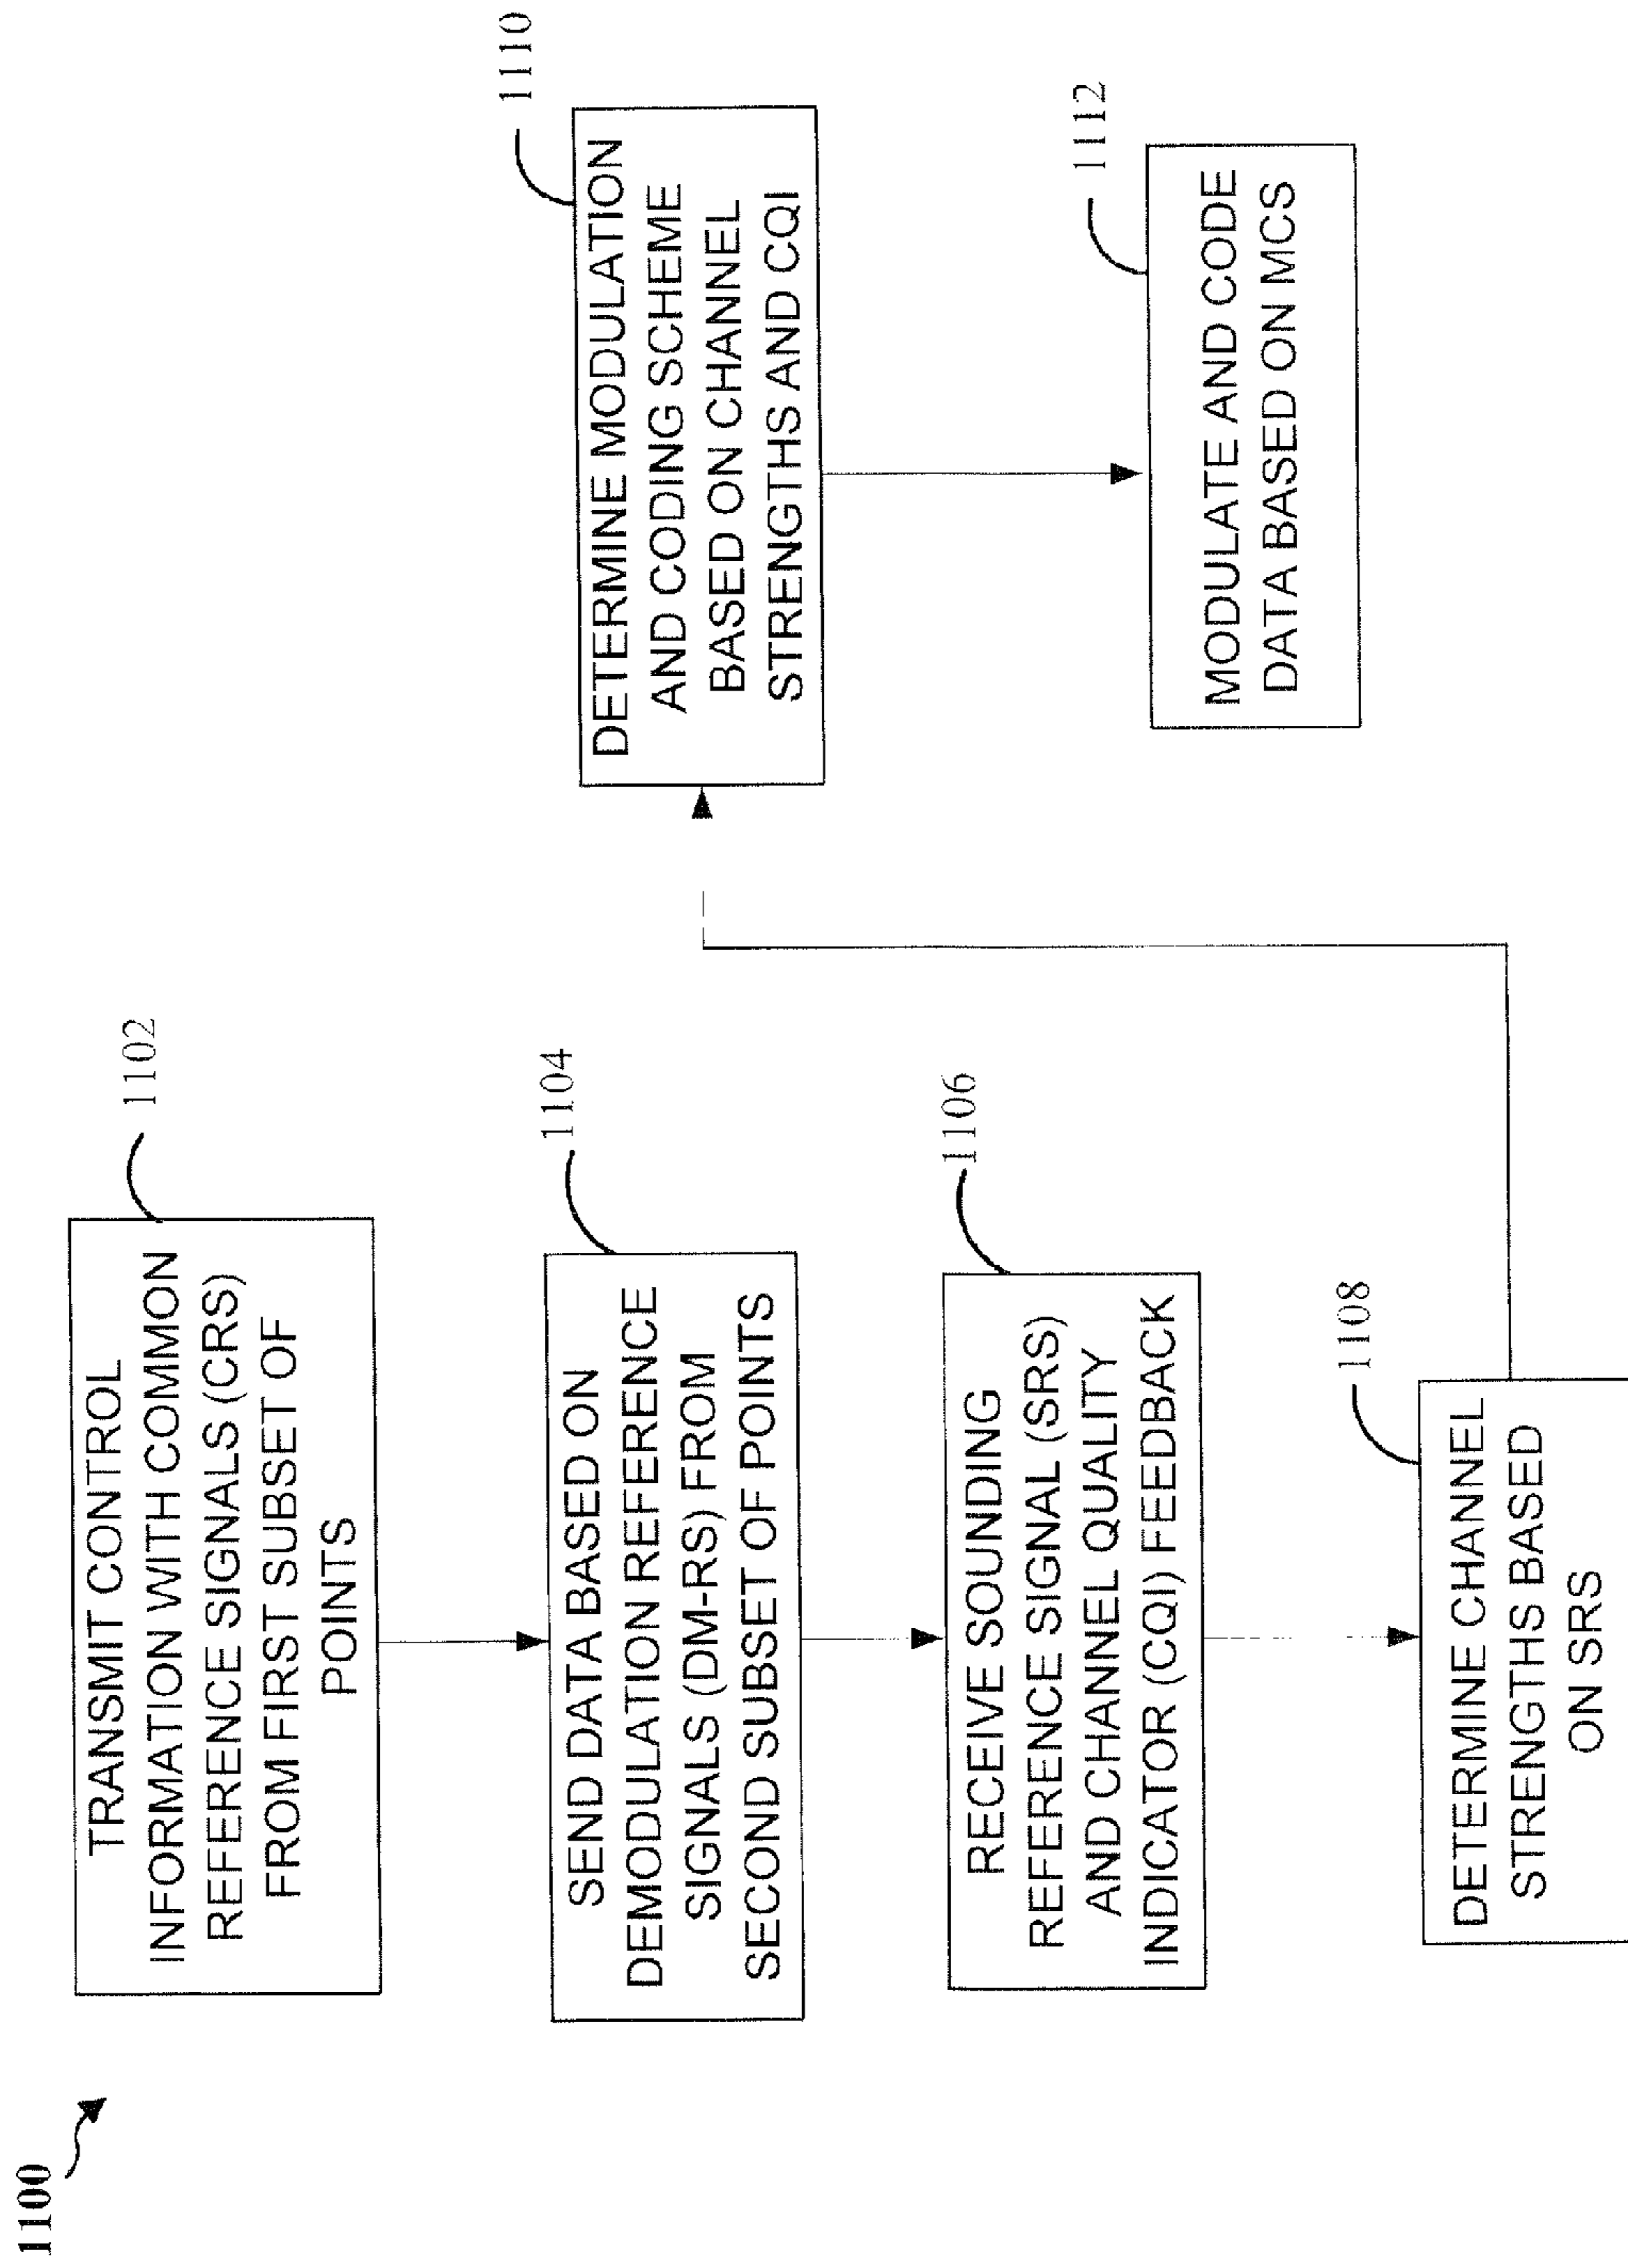 1100
1102
TRANSMIT CONTROL
INFORMATION WITH COMMON
REFERENCE SIGNALS (CRS)
FROM FIRST SUBSET OF
POINTS
1104
SEND DATA BASED ON
DEMODULATION REFERENCE
SIGNALS (DM-RS) FROM
SECOND SUBSET OF POINTS
1106
RECEIVE SOUNDING
REFERENCE SIGNAL (SRS)
AND CHANNEL QUALITY
INDICATOR (CQI) FEEDBACK
1108
DETERMINE CHANNEL
STRENGTHS BASED
ON SRS
1110
DETERMINE MODULATION
AND CODING SCHEME
BASED ON CHANNEL
STRENGTHS AND CQI
1112
MODULATE AND CODE
DATA BASED ON MCS